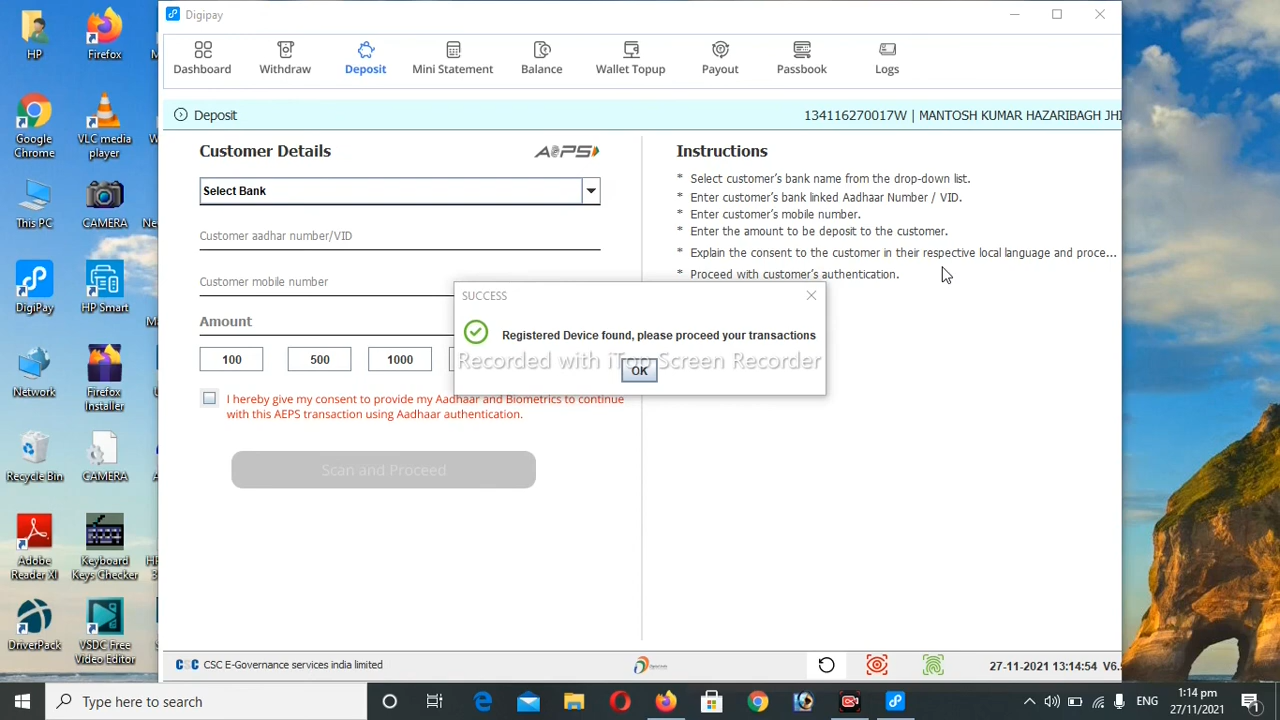 Digipay
Dashboard
Withdraw
Deposit
Mini Statement
Balance
Wallet Topup
Payout
Passbook
Logs
Deposit
134116270017W | MANTOSH KUMAR HAZARIBAGH JHI
Customer Details
AePS
Select Bank
Customer aadhar number/VID
Customer mobile number
Amount
100
500
1000
I hereby give my consent to provide my Aadhaar and Biometrics to continue
with this AEPS transaction using Aadhaar authentication.
Scan and Proceed
Instructions
* Select customer's bank name from the drop-down list.
* Enter customer's bank linked Aadhaar Number / VID.
* Enter customer's mobile number.
* Enter the amount to be deposit to the customer.
* Explain the consent to the customer in their respective local language and proce...
* Proceed with customer's authentication.
SUCCESS
Registered Device found, please proceed your transactions
Recorded with iTop Screen Recorder
OK
CSC CSC E-Governance services india limited
27-11-2021 13:14:54 V6.
HP
Firefox
Google
Chrome
VLC media
player
This PC
CAMERA
DigiPay
HP Smart
Network
Firefox
Installer
Recycle Bin
CAMERA
Adobe
Reader XI
Keyboard
Keys Checker
DriverPack
VSDC Free
Video Editor
Type here to search
ENG
1:14 pm
27/11/2021
1